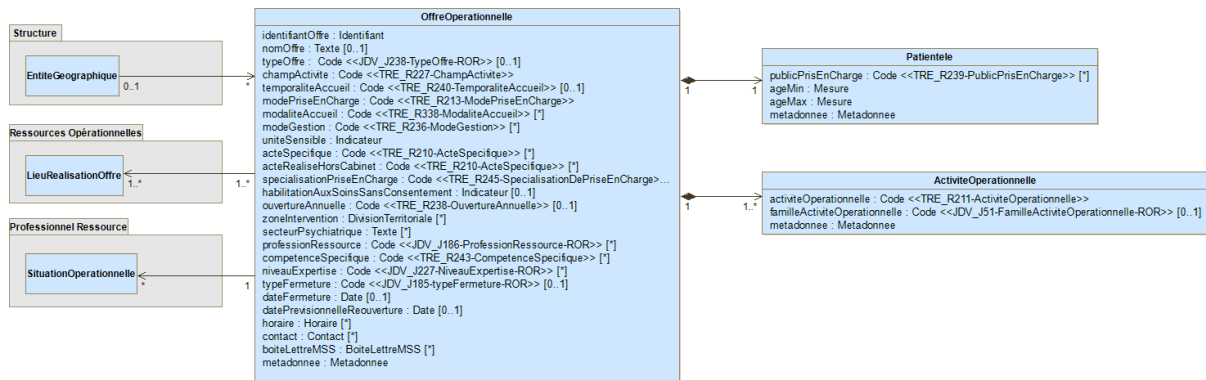 Structure
EntiteGeographique
0..1
*
Ressources Opérationnelles
LieuRealisationOffre
1..*
1..*
Professionnel Ressource
SituationOperationnelle
*
1
OffreOperationnelle
identifiantOffre : Identifiant
nomOffre : Texte [0..1]
typeOffre : Code <<JDV_J238-TypeOffre-ROR>> [0..1]
champActivite : Code <<TRE_R227-ChampActivite>>
temporaliteAccueil : Code <<TRE_R240-TemporaliteAccueil>> [0..1]
modePriseEnCharge : Code <<TRE_R213-ModePriseEnCharge>>
modaliteAccueil : Code <<TRE_R338-ModaliteAccueil>> [*]
modeGestion : Code <<TRE_R236-ModeGestion>> [*]
uniteSensible : Indicateur
acteSpecifique : Code <<TRE_R210-ActeSpecifique>> [*]
acteRealiseHorsCabinet : Code <<TRE_R210-ActeSpecifique>> [*]
specialisationPriseEnCharge : Code <<TRE_R245-SpecialisationDePriseEnCharge>...
habilitationAuxSoinsSansConsentement : Indicateur [0..1]
ouvertureAnnuelle : Code <<TRE_R238-OuvertureAnnuelle>> [0..1]
zoneIntervention : DivisionTerritoriale [*]
secteurPsychiatrique : Texte [*]
professionRessource : Code <<JDV_J186-ProfessionRessource-ROR>> [*]
competenceSpecifique : Code <<TRE_R243-CompetenceSpecifique>> [*]
niveauExpertise : Code <<JDV_J227-NiveauExpertise-ROR>> [*]
typeFermeture : Code <<JDV_J185-typeFermeture-ROR>> [0..1]
dateFermeture : Date [0..1]
datePrevisionnelleReouverture : Date [0..1]
horaire : Horaire [*]
contact : Contact [*]
boiteLettreMSS : BoiteLettreMSS [*]
metadonnee : Metadonnee
1
1
Patientele
publicPrisEnCharge : Code <<TRE_R239-PublicPrisEnCharge>> [*]
ageMin : Mesure
ageMax : Mesure
metadonnee : Metadonnee
1
1..*
ActiviteOperationnelle
activiteOperationnelle : Code <<TRE_R211-ActiviteOperationnelle>>
familleActiviteOperationnelle : Code <<JDV_J51-FamilleActiviteOperationnelle-ROR>> [0..1]
metadonnee : Metadonnee